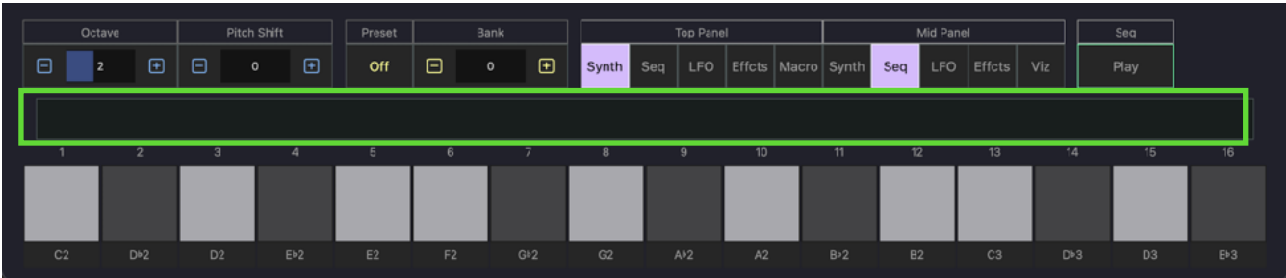 Octave Pitch Shift Preset Bank Top Panel Mid Panel Seq
2 0 Off 0 Synth Seq LFO Effcts Macro Synth Seq LFO Effcts Viz Play
1 2 3 4 5 6 7 8 9 10 11 12 13 14 15 16
C2 D♭2 D2 E♭2 E2 F2 G♭2 G2 A♭2 A2 B♭2 B2 C3 D♭3 D3 E♭3